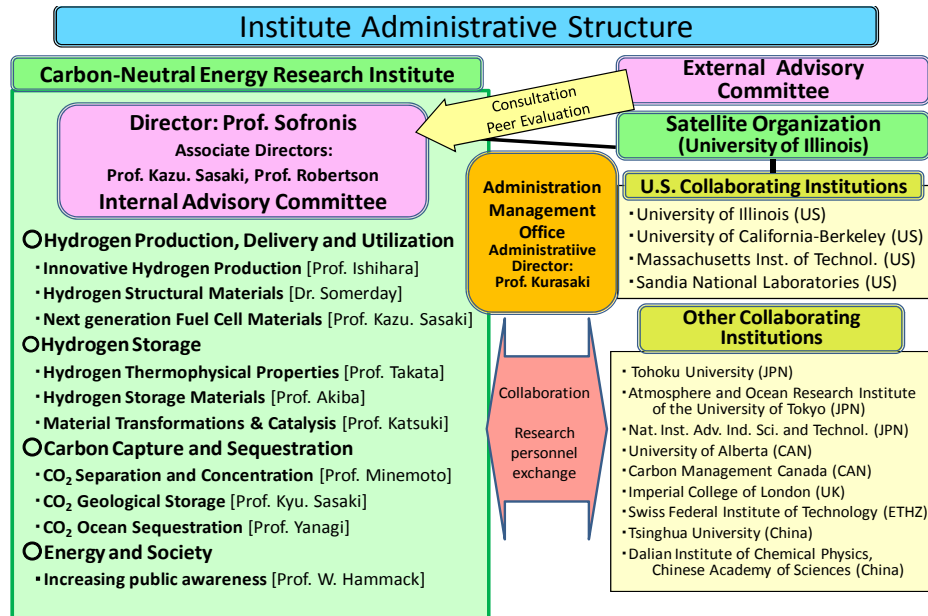 Institute Administrative Structure
Carbon-Neutral Energy Research Institute
Director: Prof. Sofronis
Associate Directors:
Prof. Kazu. Sasaki, Prof. Robertson
Internal Advisory Committee
○Hydrogen Production, Delivery and Utilization
・Innovative Hydrogen Production [Prof. Ishihara]
・Hydrogen Structural Materials [Dr. Somerday]
・Next generation Fuel Cell Materials [Prof. Kazu. Sasaki]
○Hydrogen Storage
・Hydrogen Thermophysical Properties [Prof. Takata]
・Hydrogen Storage Materials [Prof. Akiba]
・Material Transformations & Catalysis [Prof. Katsuki]
○Carbon Capture and Sequestration
・CO₂ Separation and Concentration [Prof. Minemoto]
・CO₂ Geological Storage [Prof. Kyu. Sasaki]
・CO₂ Ocean Sequestration [Prof. Yanagi]
○Energy and Society
・Increasing public awareness [Prof. W. Hammack]
Consultation
Peer Evaluation
Administration
Management
Office
Administratiive
Director:
Prof. Kurasaki
Collaboration
Research
personnel
exchange
External Advisory
Committee
Satellite Organization
(University of Illinois)
U.S. Collaborating Institutions
・University of Illinois (US)
・University of California-Berkeley (US)
・Massachusetts Inst. of Technol. (US)
・Sandia National Laboratories (US)
Other Collaborating
Institutions
・Tohoku University (JPN)
・Atmosphere and Ocean Research Institute
of the University of Tokyo (JPN)
・Nat. Inst. Adv. Ind. Sci. and Technol. (JPN)
・University of Alberta (CAN)
・Carbon Management Canada (CAN)
・Imperial College of London (UK)
・Swiss Federal Institute of Technology (ETHZ)
・Tsinghua University (China)
・Dalian Institute of Chemical Physics,
Chinese Academy of Sciences (China)